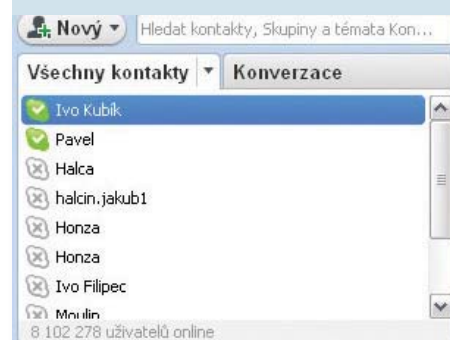 Nový
Hledat kontakty, Skupiny a témata Kon...
Všechny kontakty
Konverzace
Ivo Kubík
Pavel
Halca
halcin.jakub1
Honza
Honza
Ivo Filipec
Moulin
8 102 278 uživatelů online